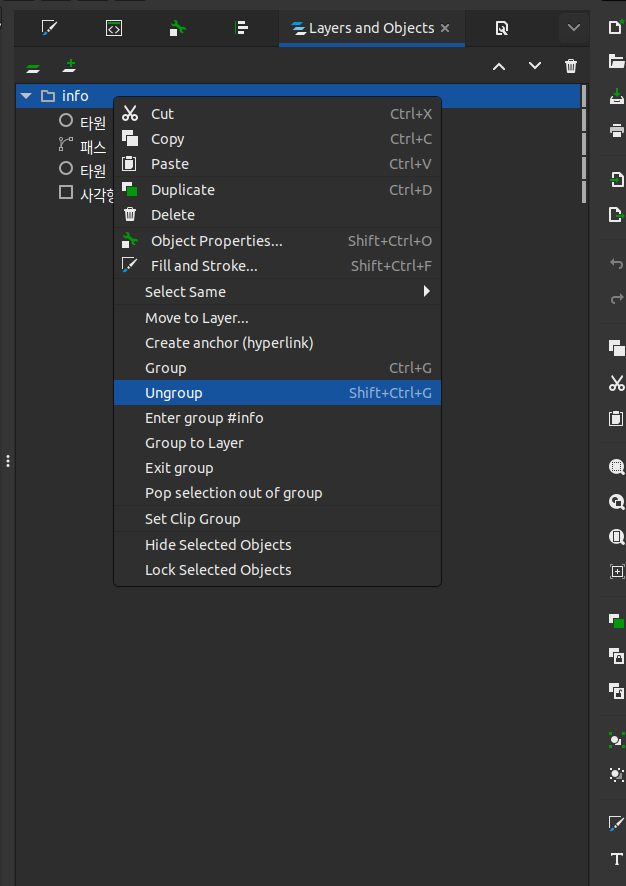 Layers and Objects
info
타원
패스
타원
사각형
Cut Ctrl+X
Copy Ctrl+C
Paste Ctrl+V
Duplicate Ctrl+D
Delete
Object Properties... Shift+Ctrl+O
Fill and Stroke... Shift+Ctrl+F
Select Same
Move to Layer...
Create anchor (hyperlink)
Group Ctrl+G
Ungroup Shift+Ctrl+G
Enter group #info
Group to Layer
Exit group
Pop selection out of group
Set Clip Group
Hide Selected Objects
Lock Selected Objects